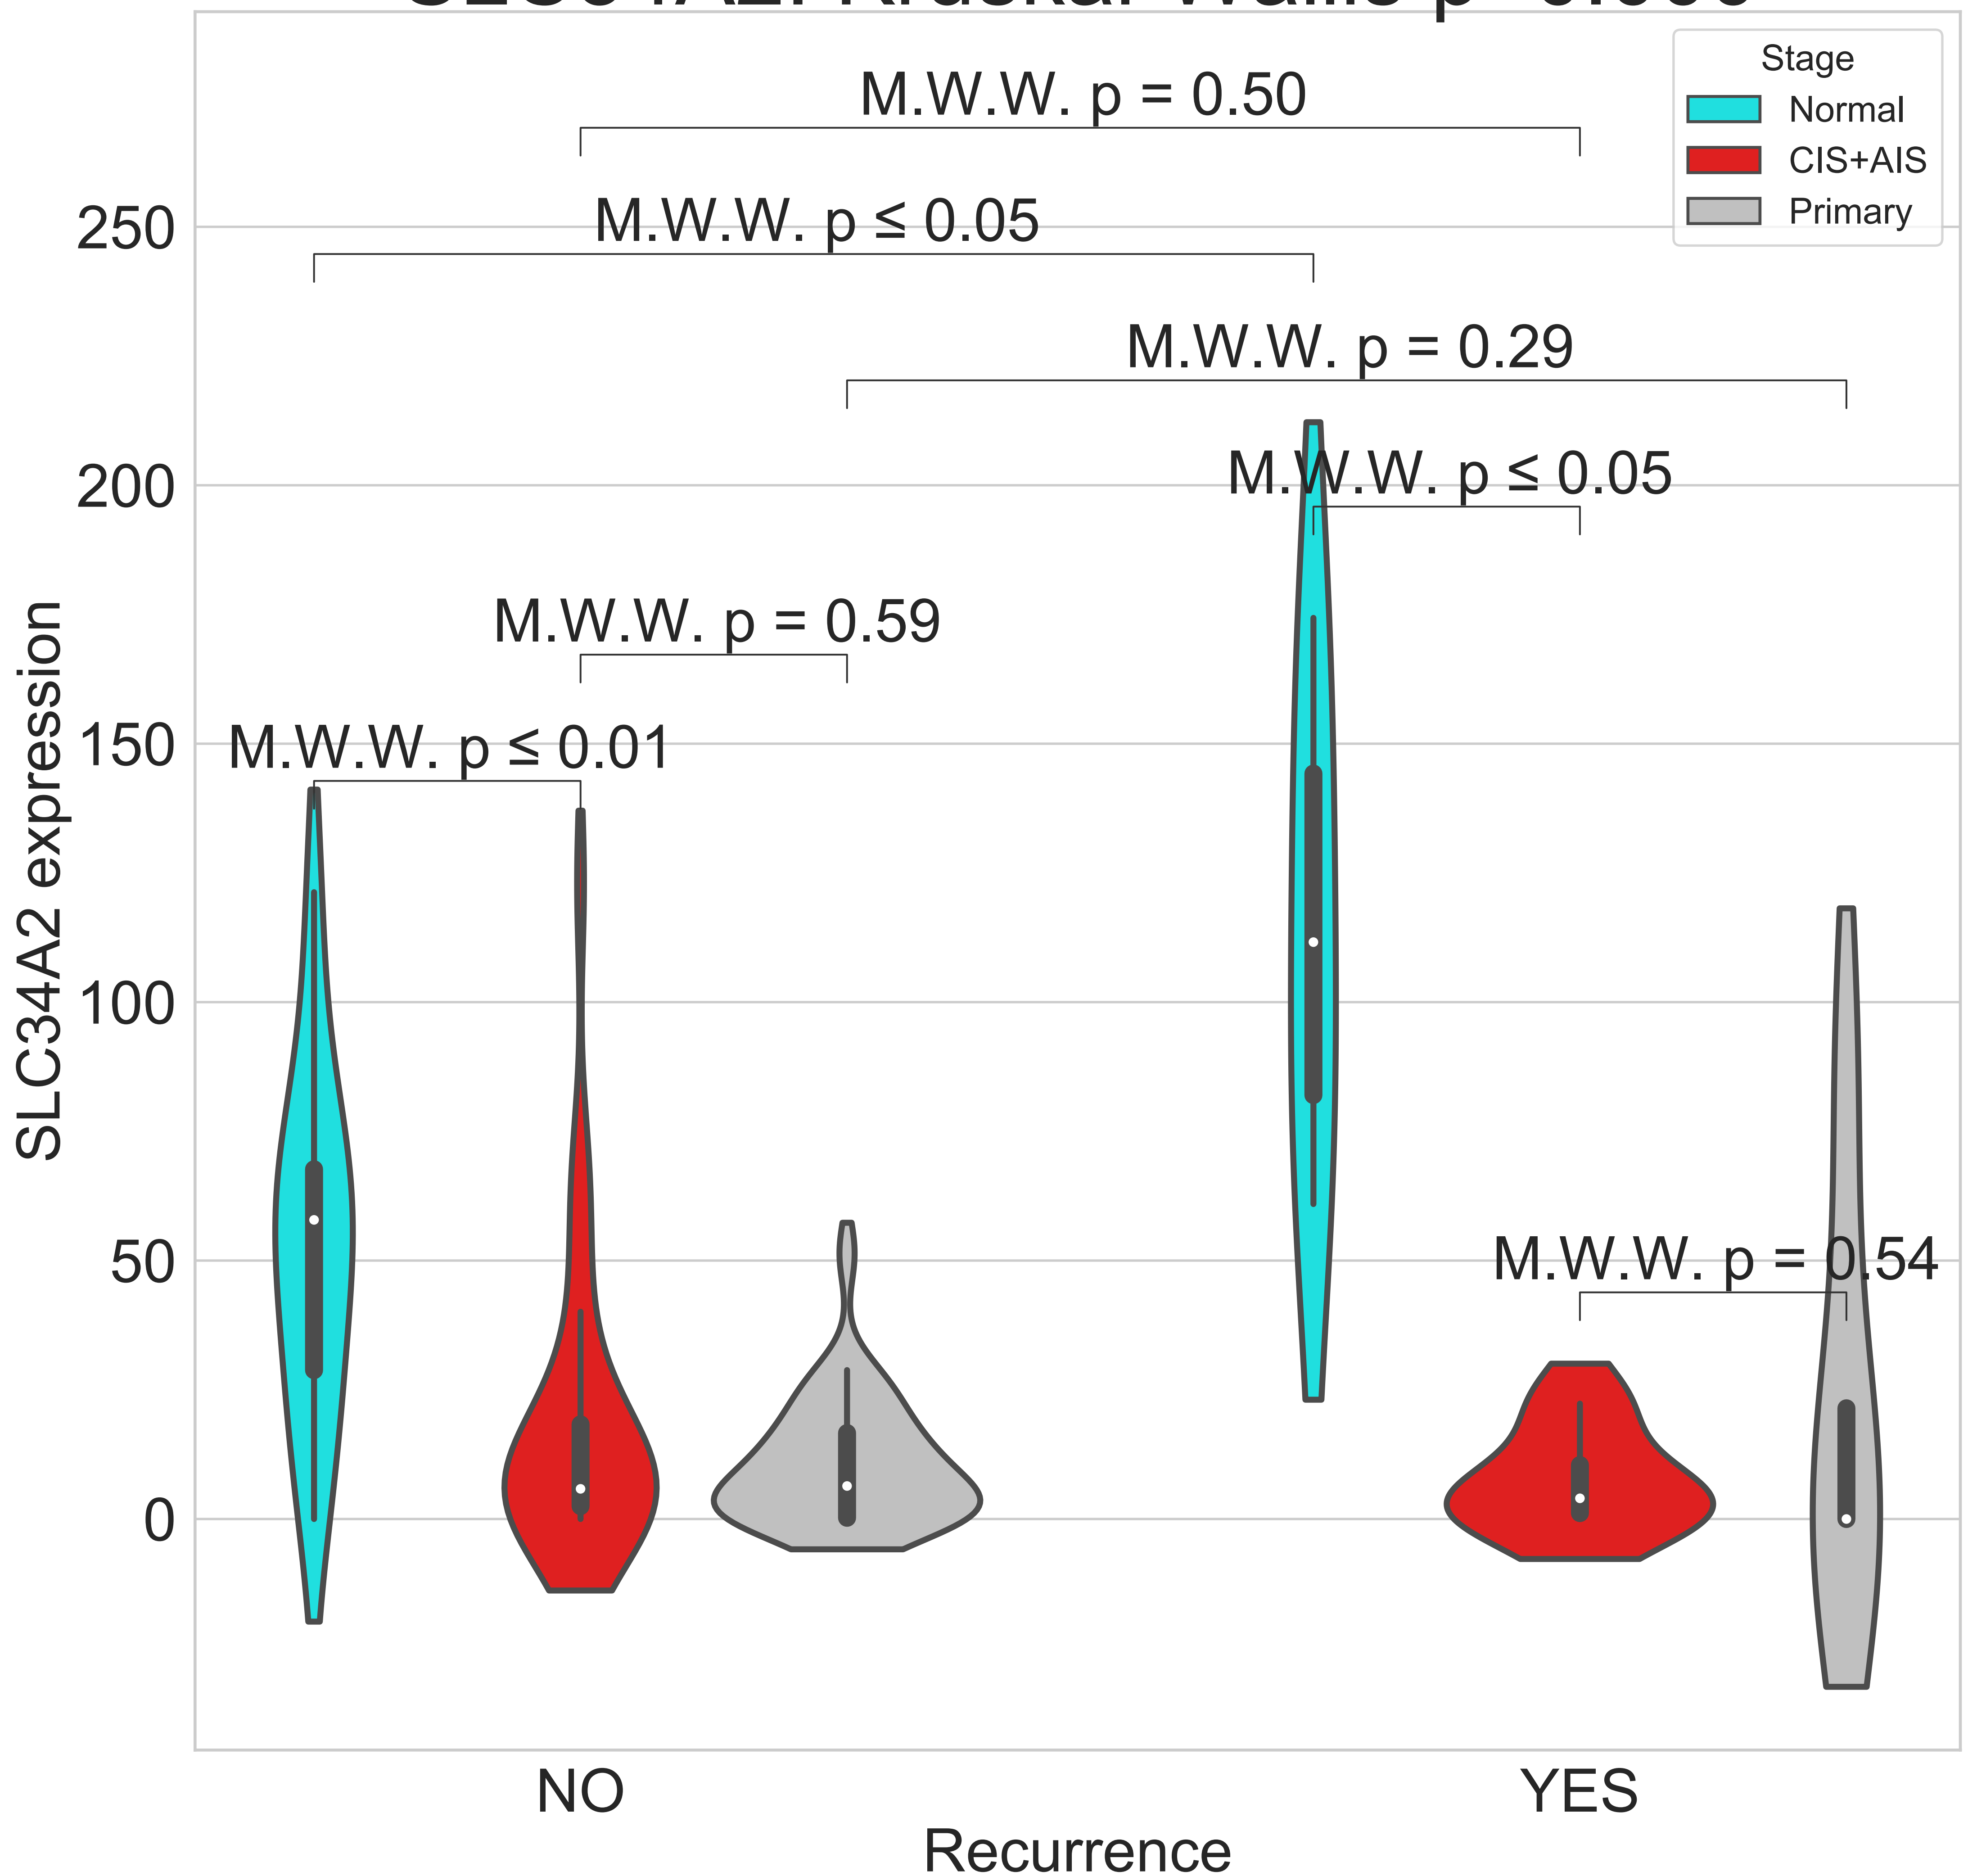 Stage
Normal
CIS+AIS
Primary
M.W.W. p = 0.50
M.W.W. p ≤ 0.05
M.W.W. p = 0.29
M.W.W. p ≤ 0.05
M.W.W. p = 0.59
M.W.W. p ≤ 0.01
M.W.W. p = 0.54
SLC34A2 expression
250
200
150
100
50
0
NO
YES
Recurrence